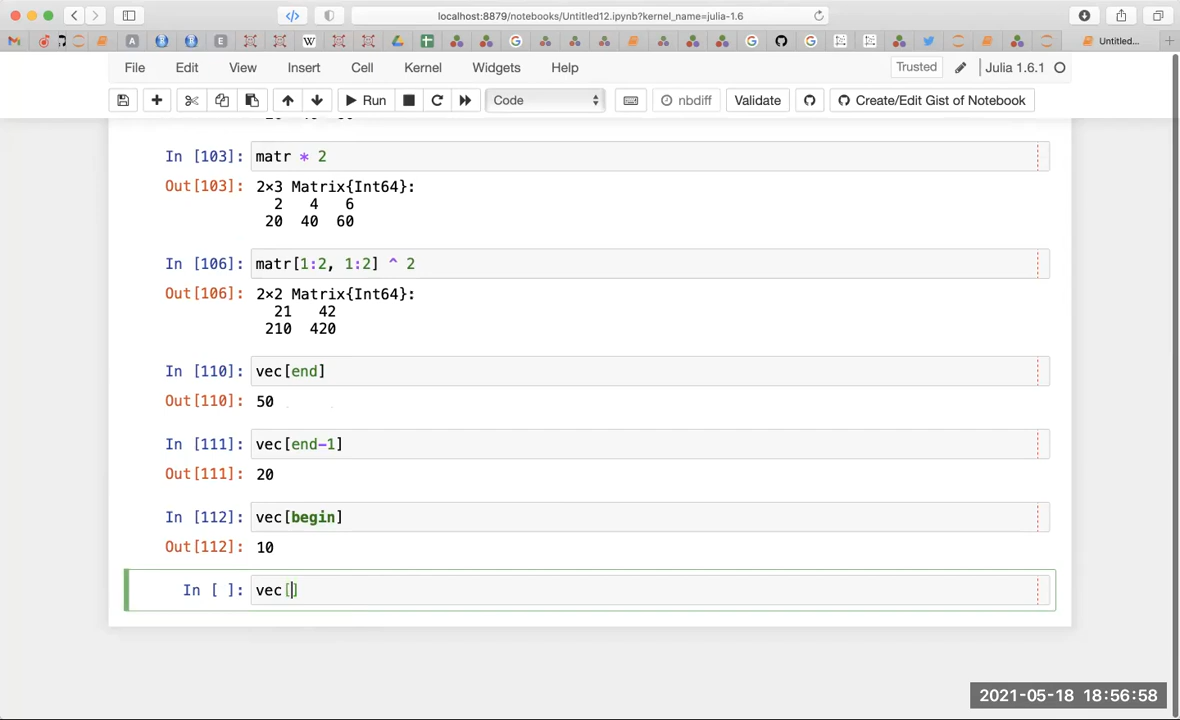 localhost:8879/notebooks/Untitled12.ipynb?kernel_name=julia-1.6
A
E
W
G
G
G
Untitled...
File Edit View Insert Cell Kernel Widgets Help
Trusted
Julia 1.6.1
Run
Code
nbdiff
Validate
Create/Edit Gist of Notebook
In [103]: matr * 2
Out[103]: 2×3 Matrix{Int64}:
2 4 6
20 40 60
In [106]: matr[1:2, 1:2] ^ 2
Out[106]: 2×2 Matrix{Int64}:
21 42
210 420
In [110]: vec[end]
Out[110]: 50
In [111]: vec[end-1]
Out[111]: 20
In [112]: vec[begin]
Out[112]: 10
In [ ]: vec[]
2021-05-18 18:56:58